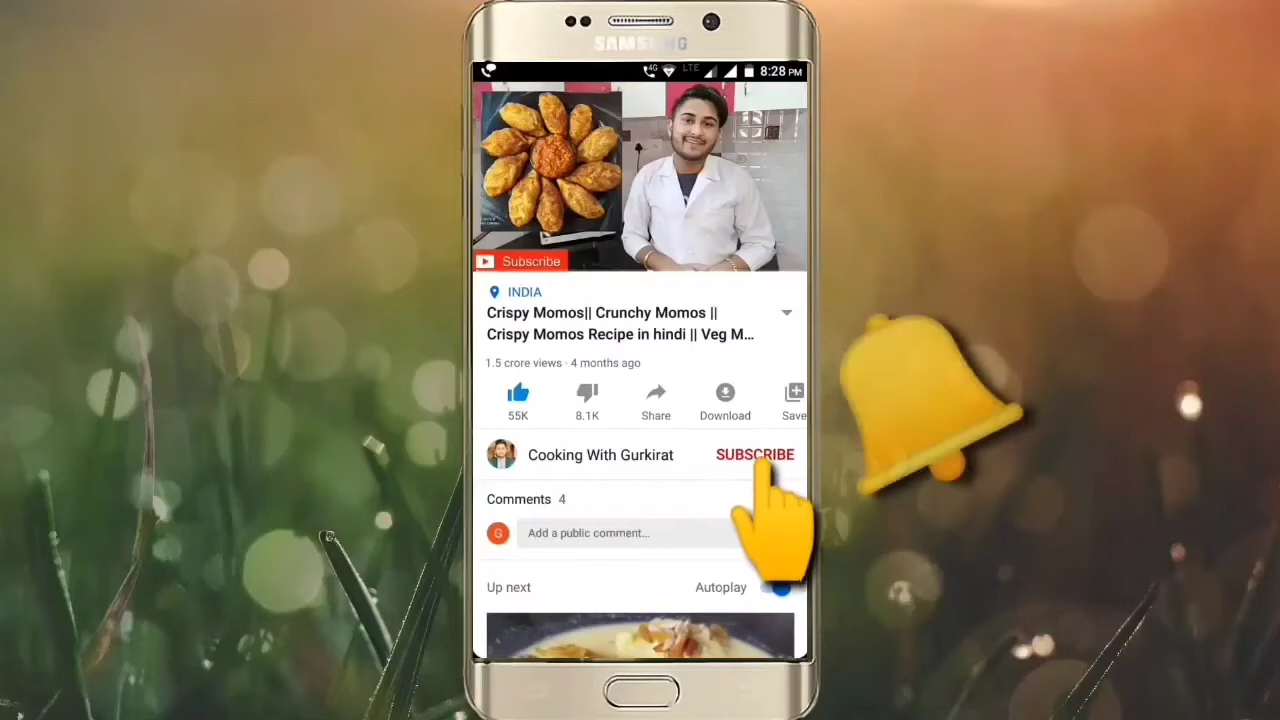 SAMSUNG
4G LTE 8:28 PM
Subscribe
INDIA
Crispy Momos|| Crunchy Momos ||
Crispy Momos Recipe in hindi || Veg M...
1.5 crore views · 4 months ago
55K 8.1K Share Download Save
Cooking With Gurkirat SUBSCRIBE
Comments 4
G Add a public comment...
Up next Autoplay